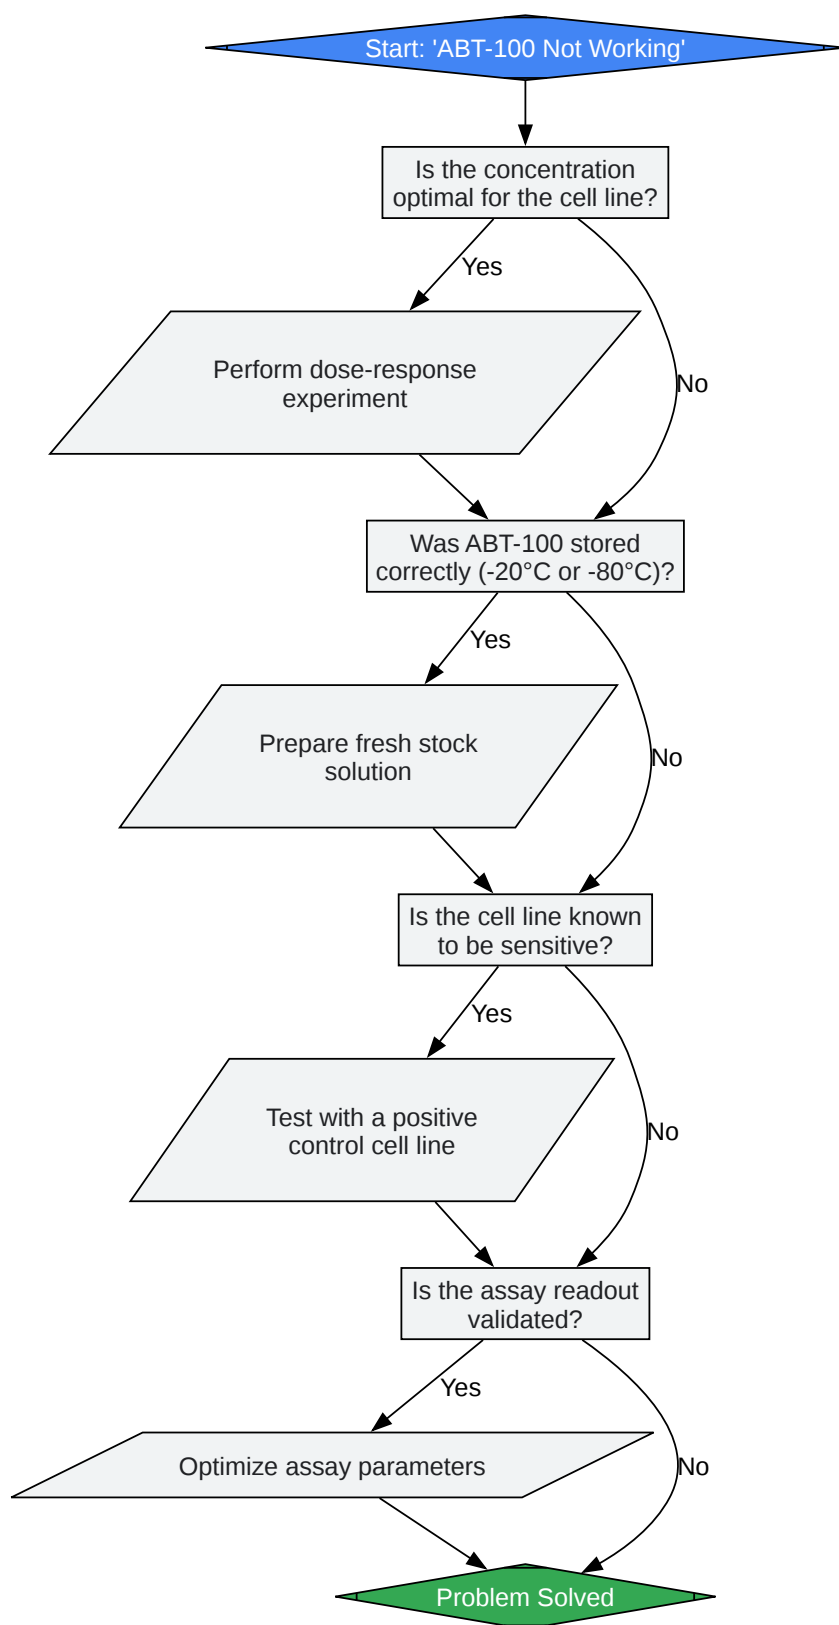 Start: 'ABT-100 Not Working'
Is the concentration
optimal for the cell line?
Yes
Perform dose-response
experiment
No
Was ABT-100 stored
correctly (-20°C or -80°C)?
Yes
Prepare fresh stock
solution
No
Is the cell line known
to be sensitive?
Yes
Test with a positive
control cell line
No
Is the assay readout
validated?
Yes
Optimize assay parameters
No
Problem Solved